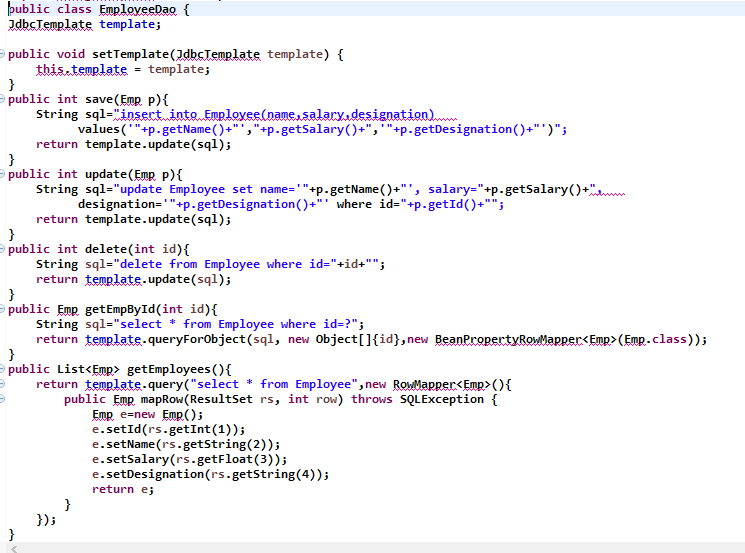 public class EmployeeDao {
JdbcTemplate template;

public void setTemplate(JdbcTemplate template) {
    this.template = template;
}
public int save(Emp p){
    String sql="insert into Employee(name,salary,designation)
          values('"+p.getName()+"',"+p.getSalary()+",'"+p.getDesignation()+"')";
    return template.update(sql);
}
public int update(Emp p){
    String sql="update Employee set name='"+p.getName()+"', salary="+p.getSalary()+",
          designation='"+p.getDesignation()+"' where id="+p.getId()+"";
    return template.update(sql);
}
public int delete(int id){
    String sql="delete from Employee where id="+id+"";
    return template.update(sql);
}
public Emp getEmpById(int id){
    String sql="select * from Employee where id=?";
    return template.queryForObject(sql, new Object[]{id},new BeanPropertyRowMapper<Emp>(Emp.class));
}
public List<Emp> getEmployees(){
    return template.query("select * from Employee",new RowMapper<Emp>(){
        public Emp mapRow(ResultSet rs, int row) throws SQLException {
            Emp e=new Emp();
            e.setId(rs.getInt(1));
            e.setName(rs.getString(2));
            e.setSalary(rs.getFloat(3));
            e.setDesignation(rs.getString(4));
            return e;
        }
    });
}